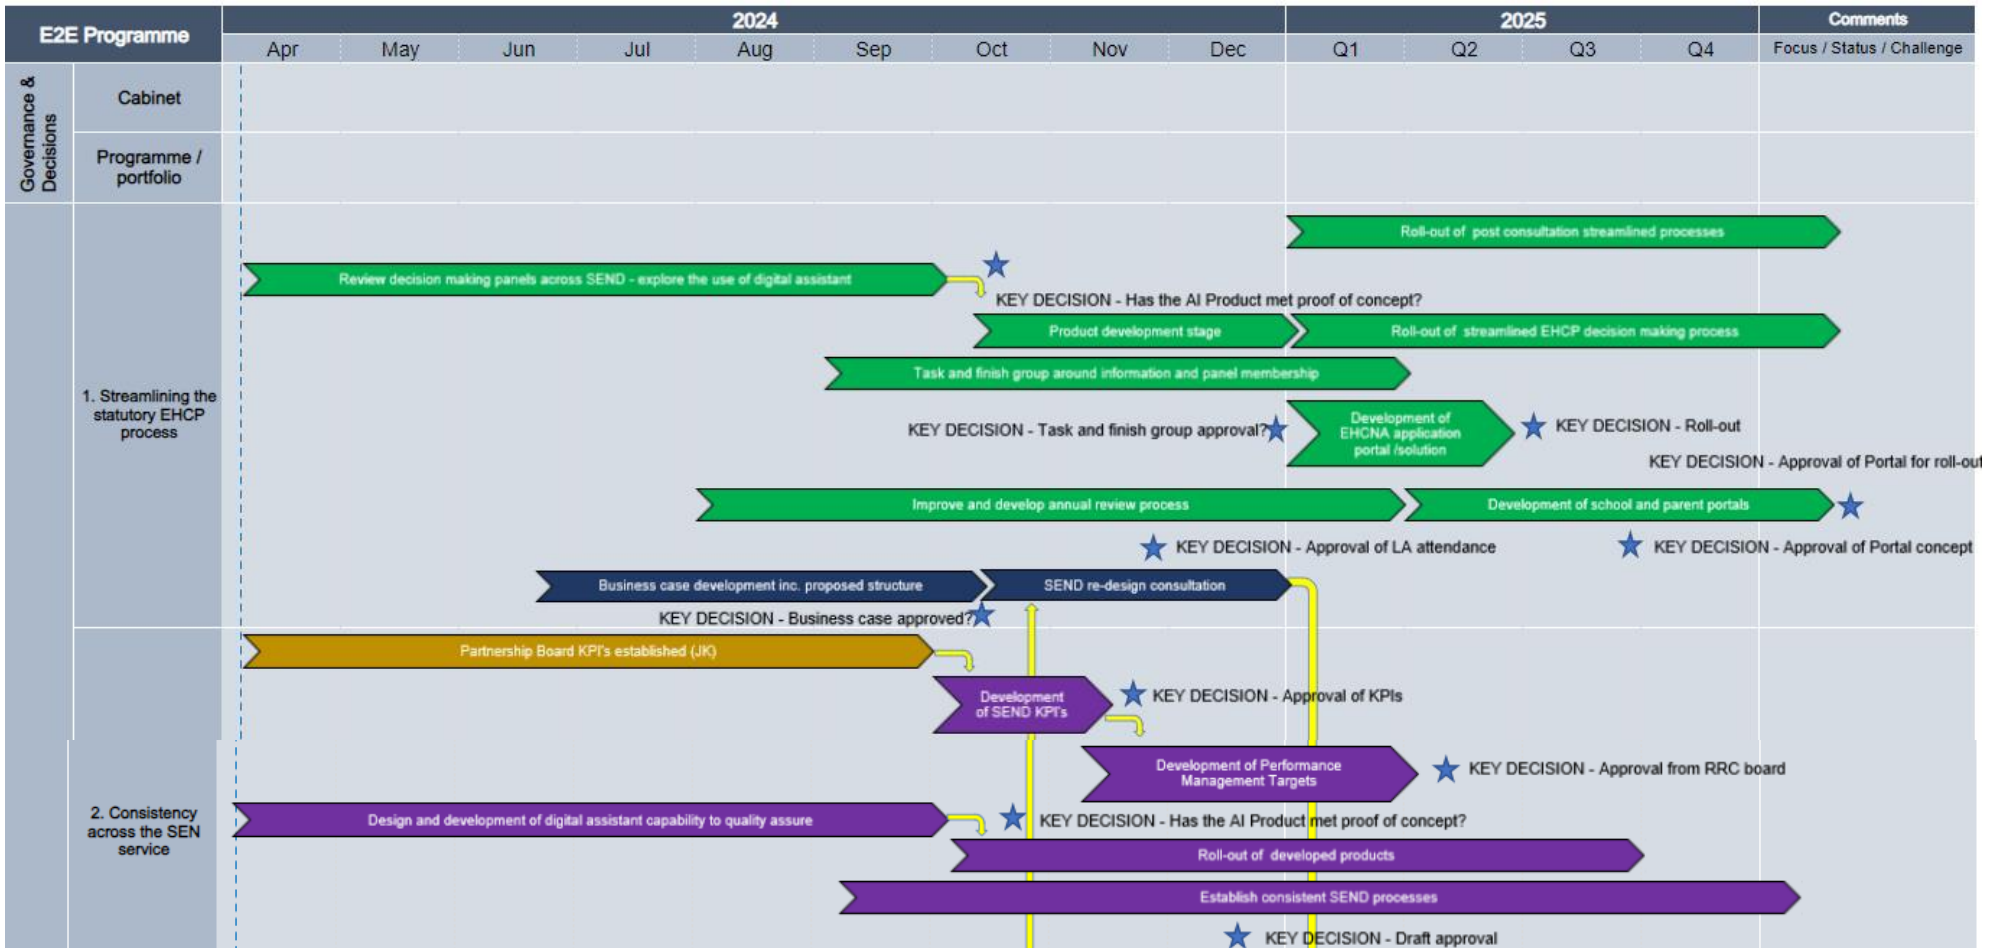 E2E Programme
2024
2025
Comments
Apr
May
Jun
Jul
Aug
Sep
Oct
Nov
Dec
Q1
Q2
Q3
Q4
Focus / Status / Challenge
Governance &
Decisions
Cabinet
Programme /
portfolio
1. Streamlining the
statutory EHCP
process
Roll-out of post consultation streamlined processes
Review decision making panels across SEND - explore the use of digital assistant
KEY DECISION - Has the AI Product met proof of concept?
Product development stage
Roll-out of streamlined EHCP decision making process
Task and finish group around information and panel membership
KEY DECISION - Task and finish group approval?
Development of
EHCNA application
portal /solution
KEY DECISION - Roll-out
KEY DECISION - Approval of Portal for roll-out
Improve and develop annual review process
Development of school and parent portals
KEY DECISION - Approval of LA attendance
KEY DECISION - Approval of Portal concept
Business case development inc. proposed structure
SEND re-design consultation
KEY DECISION - Business case approved?
2. Consistency
across the SEN
service
Partnership Board KPI's established (JK)
Development
of SEND KPI's
KEY DECISION - Approval of KPIs
Development of Performance
Management Targets
KEY DECISION - Approval from RRC board
Design and development of digital assistant capability to quality assure
KEY DECISION - Has the AI Product met proof of concept?
Roll-out of developed products
Establish consistent SEND processes
KEY DECISION - Draft approval